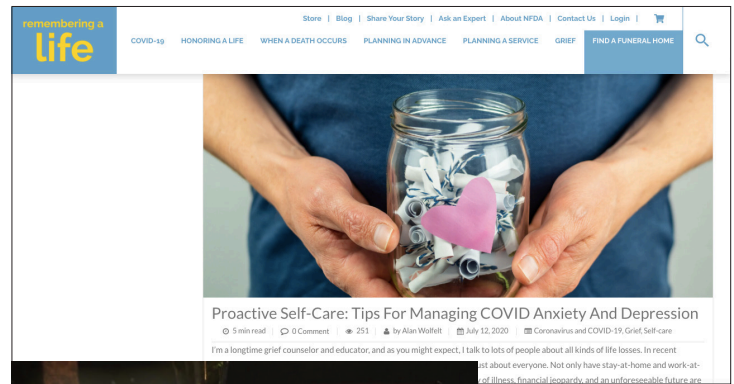 remembering a
life
Store | Blog | Share Your Story | Ask an Expert | About NFDA | Contact Us | Login |
COVID-19 HONORING A LIFE WHEN A DEATH OCCURS PLANNING IN ADVANCE PLANNING A SERVICE GRIEF FIND A FUNERAL HOME
Proactive Self-Care: Tips For Managing COVID Anxiety And Depression
5 min read | 0 Comment | 251 | by Alan Wolfelt | July 12, 2020 | Coronavirus and COVID-19, Grief, Self-care
I'm a longtime grief counselor and educator, and as you might expect, I talk to lots of people about all kinds of life losses. In recent
just about everyone. Not only have stay-at-home and work-at-
of illness, financial jeopardy, and an unforeseeable future are